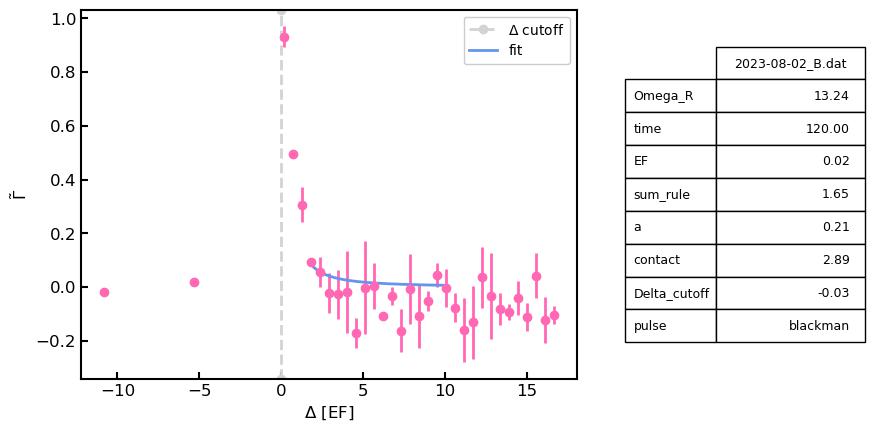 1.0
0.8
0.6
0.4
0.2
0.0
−0.2
Γ̃
−10
−5
0
5
10
15
Δ [EF]
Δ cutoff
fit
2023-08-02_B.dat
Omega_R 13.24
time 120.00
EF 0.02
sum_rule 1.65
a 0.21
contact 2.89
Delta_cutoff -0.03
pulse blackman